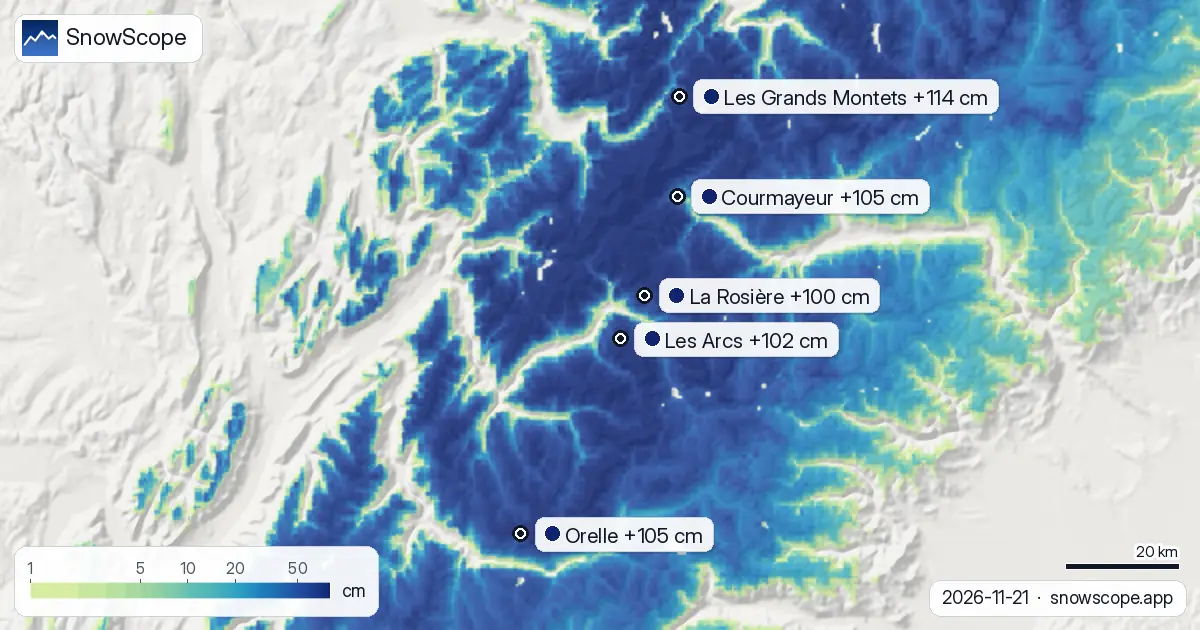 SnowScope
Les Grands Montets +114 cm
Courmayeur +105 cm
La Rosière +100 cm
Les Arcs +102 cm
Orelle +105 cm
1 5 10 20 50
cm
20 km
2026-11-21 · snowscope.app